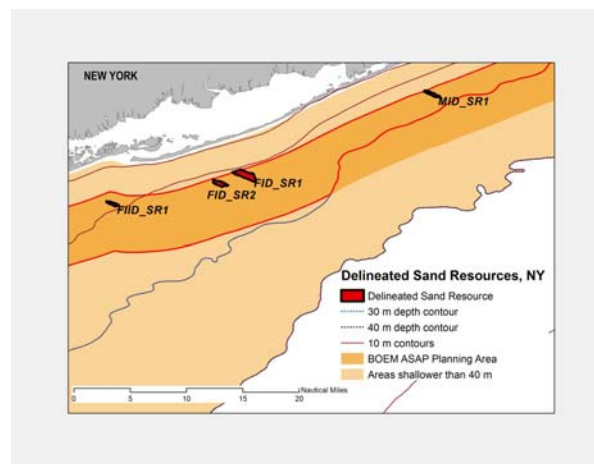 NEW YORK
MID_SR1
FID_SR1
FID_SR2
FIID_SR1
Delineated Sand Resources, NY
Delineated Sand Resource
30 m depth contour
40 m depth contour
10 m contours
BOEM ASAP Planning Area
Areas shallower than 40 m
Nautical Miles
0 5 10 15 20